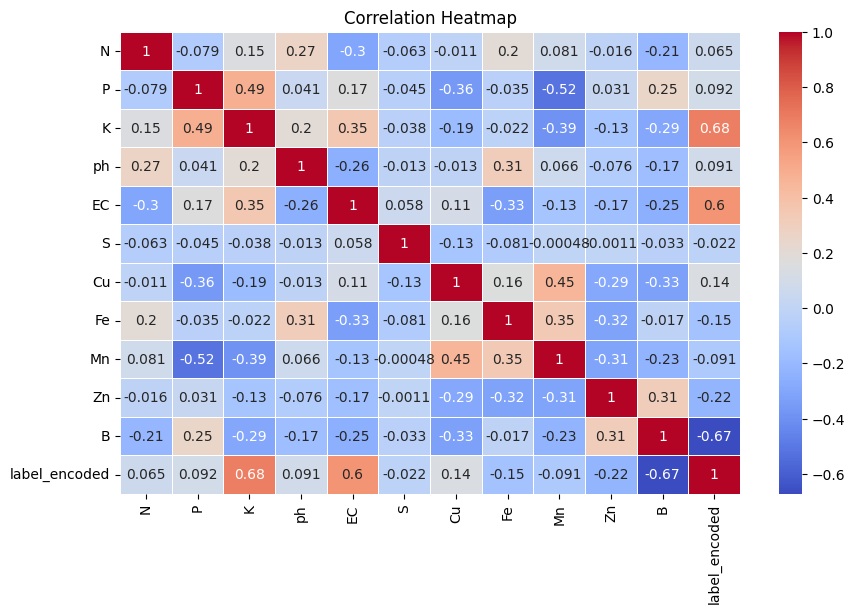 Correlation Heatmap
N 1 -0.079 0.15 0.27 -0.3 -0.063 -0.011 0.2 0.081 -0.016 -0.21 0.065
P -0.079 1 0.49 0.041 0.17 -0.045 -0.36 -0.035 -0.52 0.031 0.25 0.092
K 0.15 0.49 1 0.2 0.35 -0.038 -0.19 -0.022 -0.39 -0.13 -0.29 0.68
ph 0.27 0.041 0.2 1 -0.26 -0.013 -0.013 0.31 0.066 -0.076 -0.17 0.091
EC -0.3 0.17 0.35 -0.26 1 0.058 0.11 -0.33 -0.13 -0.17 -0.25 0.6
S -0.063 -0.045 -0.038 -0.013 0.058 1 -0.13 -0.081 -0.00048 -0.0011 -0.033 -0.022
Cu -0.011 -0.36 -0.19 -0.013 0.11 -0.13 1 0.16 0.45 -0.29 -0.33 0.14
Fe 0.2 -0.035 -0.022 0.31 -0.33 -0.081 0.16 1 0.35 -0.32 -0.017 -0.15
Mn 0.081 -0.52 -0.39 0.066 -0.13 -0.00048 0.45 0.35 1 -0.31 -0.23 -0.091
Zn -0.016 0.031 -0.13 -0.076 -0.17 -0.0011 -0.29 -0.32 -0.31 1 0.31 -0.22
B -0.21 0.25 -0.29 -0.17 -0.25 -0.033 -0.33 -0.017 -0.23 0.31 1 -0.67
label_encoded 0.065 0.092 0.68 0.091 0.6 -0.022 0.14 -0.15 -0.091 -0.22 -0.67 1
N P K ph EC S Cu Fe Mn Zn B label_encoded
1.0
0.8
0.6
0.4
0.2
0.0
−0.2
−0.4
−0.6